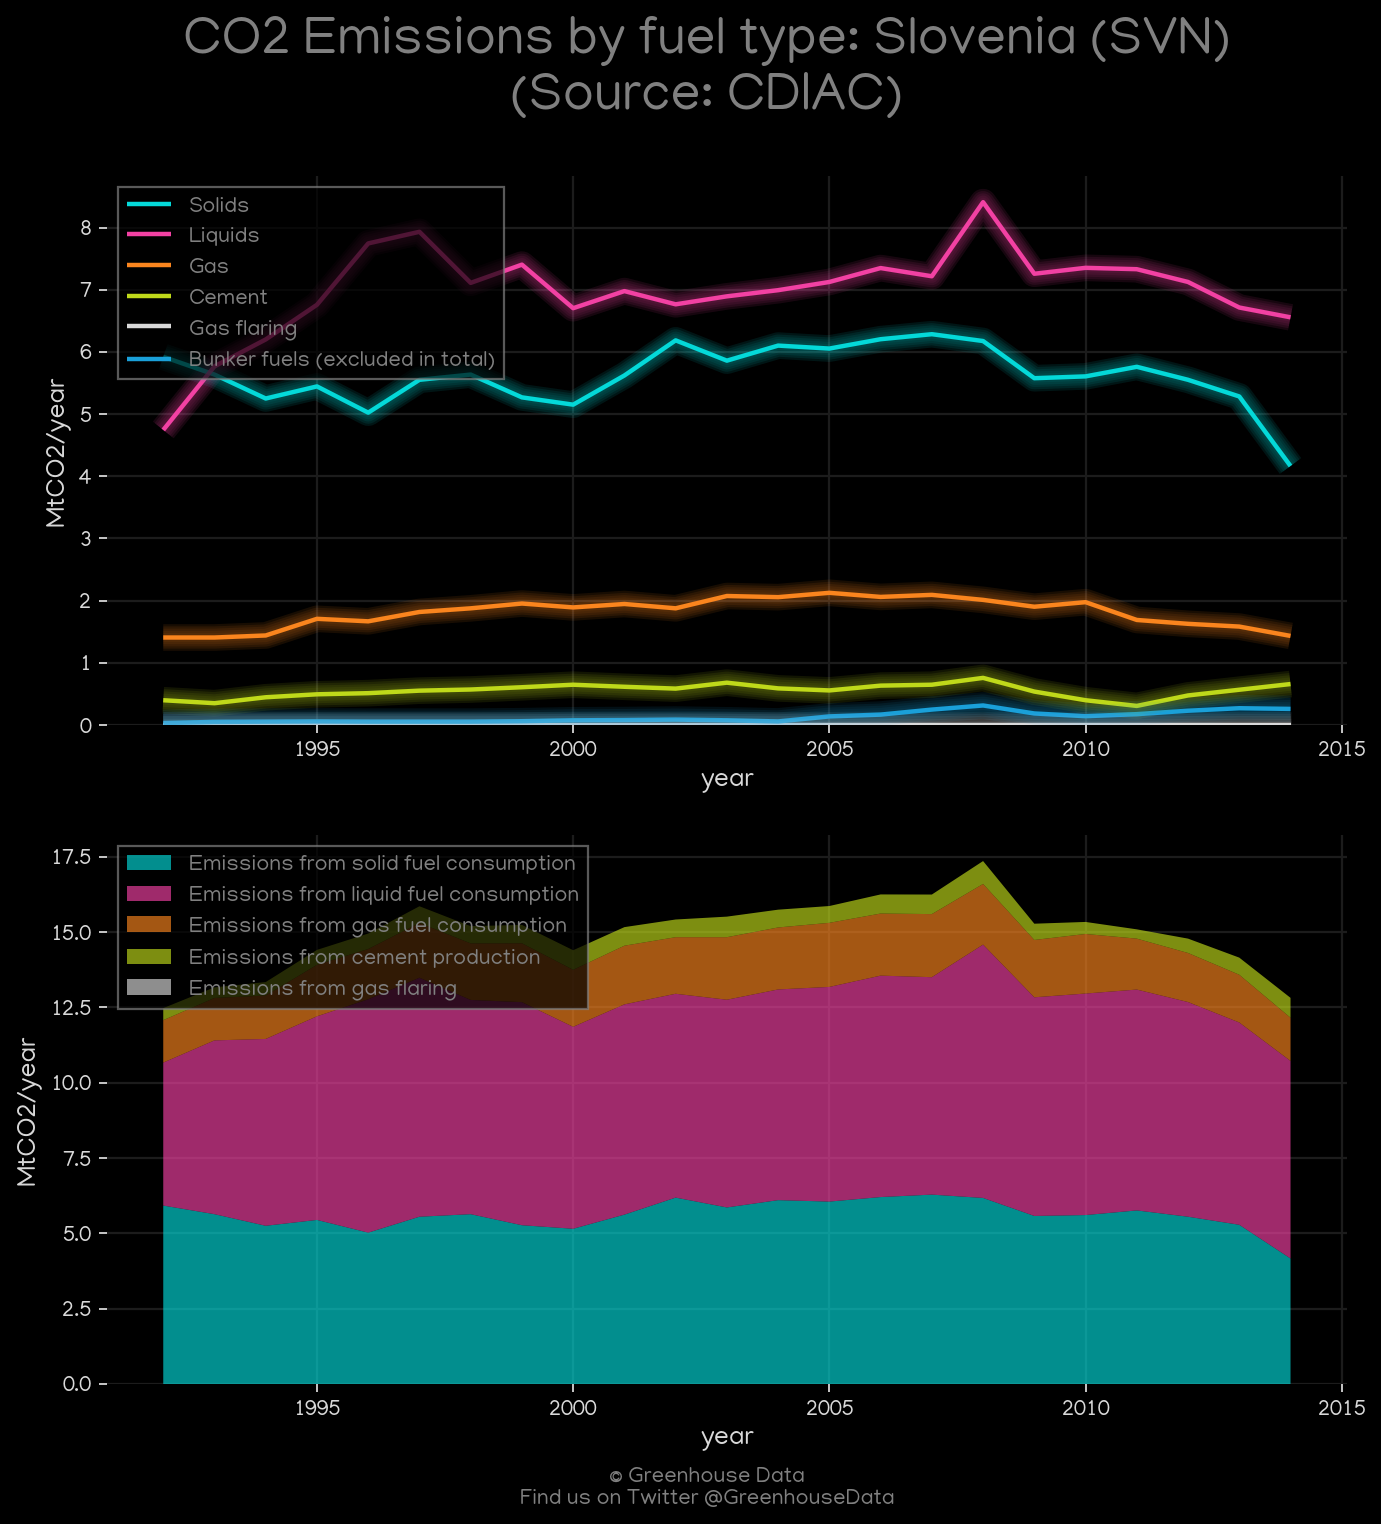 CO2 Emissions by fuel type: Slovenia (SVN)
(Source: CDIAC)
Solids
Liquids
Gas
Cement
Gas flaring
Bunker fuels (excluded in total)
MtCO2/year
8
7
6
5
4
3
2
1
0
1995 2000 2005 2010 2015
year
Emissions from solid fuel consumption
Emissions from liquid fuel consumption
Emissions from gas fuel consumption
Emissions from cement production
Emissions from gas flaring
MtCO2/year
17.5
15.0
12.5
10.0
7.5
5.0
2.5
0.0
1995 2000 2005 2010 2015
year
© Greenhouse Data
Find us on Twitter @GreenhouseData